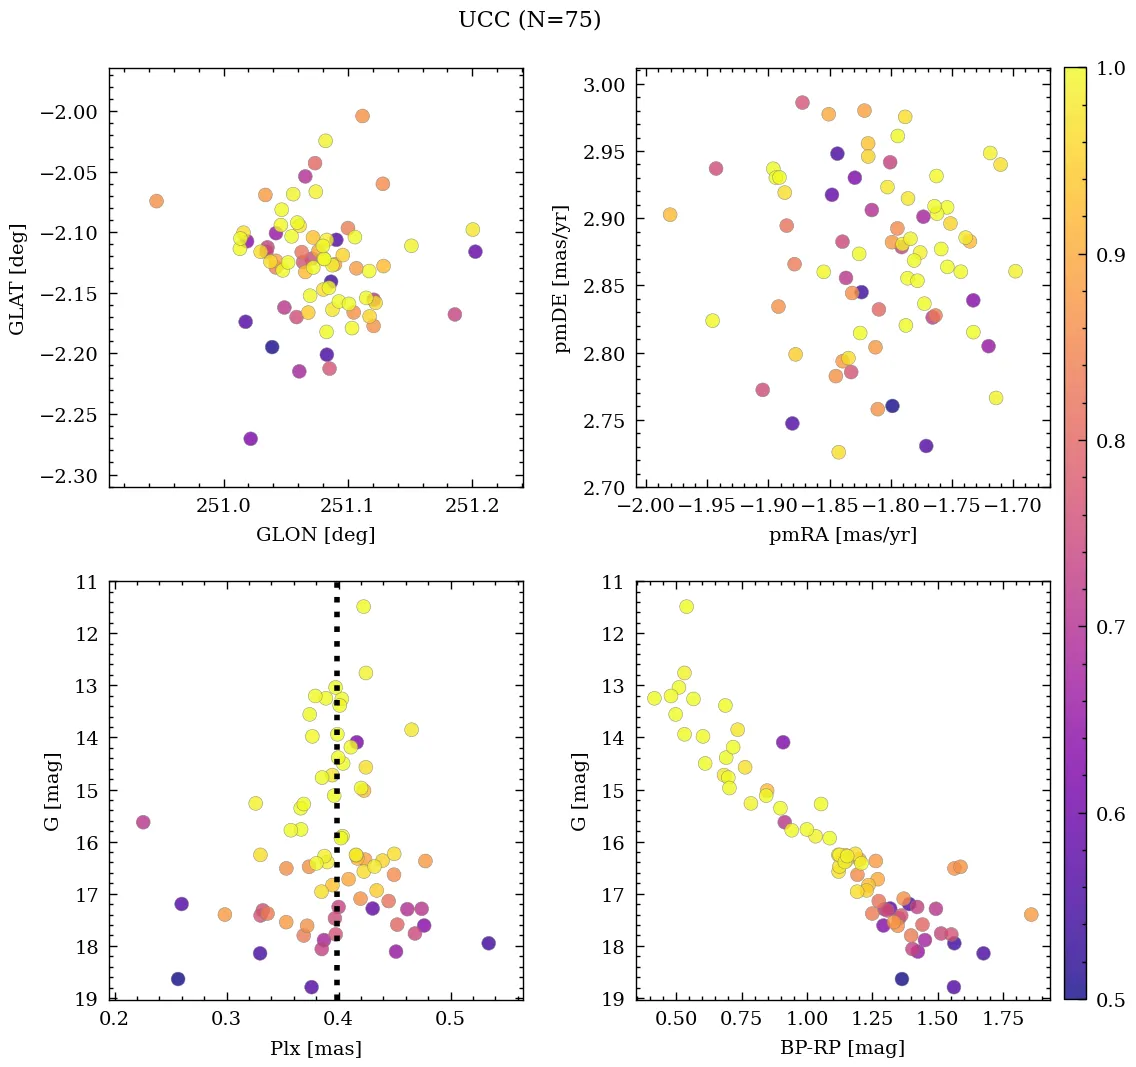 UCC (N=75)
−2.00
−2.05
−2.10
−2.15
−2.20
−2.25
−2.30
GLAT [deg]
251.0 251.1 251.2
GLON [deg]
3.00
2.95
2.90
2.85
2.80
2.75
2.70
pmDE [mas/yr]
−2.00 −1.95 −1.90 −1.85 −1.80 −1.75 −1.70
pmRA [mas/yr]
11
12
13
14
15
16
17
18
19
G [mag]
0.2 0.3 0.4 0.5
Plx [mas]
11
12
13
14
15
16
17
18
19
G [mag]
0.50 0.75 1.00 1.25 1.50 1.75
BP-RP [mag]
1.0
0.9
0.8
0.7
0.6
0.5